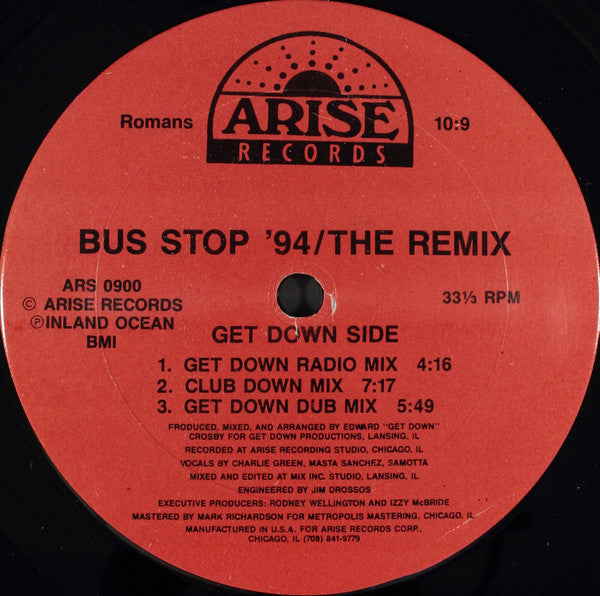 Romans
ARISE
RECORDS
10:9
BUS STOP '94/THE REMIX
ARS 0900
© ARISE RECORDS
℗INLAND OCEAN
BMI
33⅓ RPM
GET DOWN SIDE
1. GET DOWN RADIO MIX 4:16
2. CLUB DOWN MIX 7:17
3. GET DOWN DUB MIX 5:49
PRODUCED, MIXED, AND ARRANGED BY EDWARD "GET DOWN"
CROSBY FOR GET DOWN PRODUCTIONS, LANSING, IL
RECORDED AT ARISE RECORDING STUDIO, CHICAGO, IL
VOCALS BY CHARLIE GREEN, MASTA SANCHEZ, SAMOTTA
MIXED AND EDITED AT MIX INC. STUDIO, LANSING, IL
ENGINEERED BY JIM DROSSOS
EXECUTIVE PRODUCERS: RODNEY WELLINGTON AND IZZY McBRIDE
MASTERED BY MARK RICHARDSON FOR METROPOLIS MASTERING, CHICAGO, IL
MANUFACTURED IN U.S.A. FOR ARISE RECORDS CORP.
CHICAGO, IL (708) 841-9779